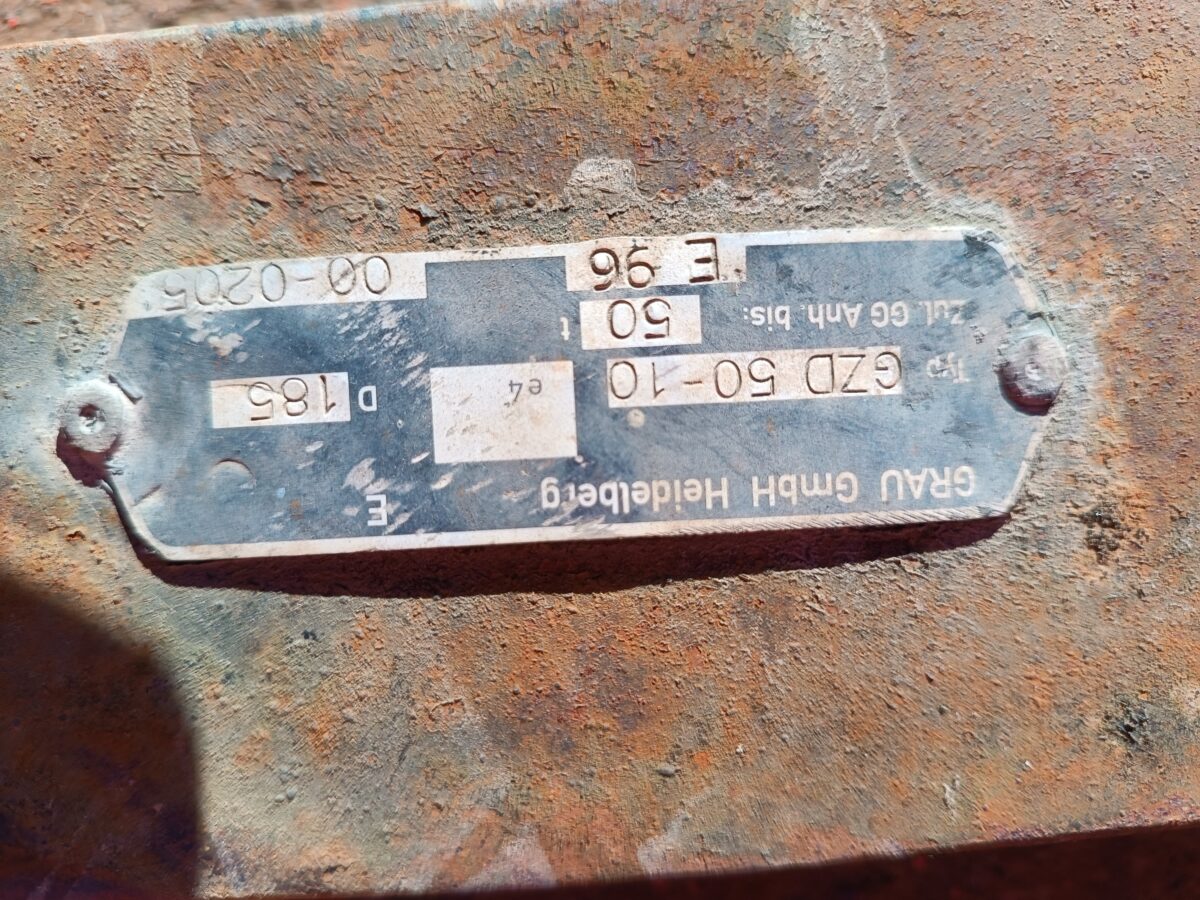 GRAU GmbH Heidelberg E
Typ GZD 50-10 e4 D 185
Zul. GG Anh. bis: 50 t
E 96 00-0205